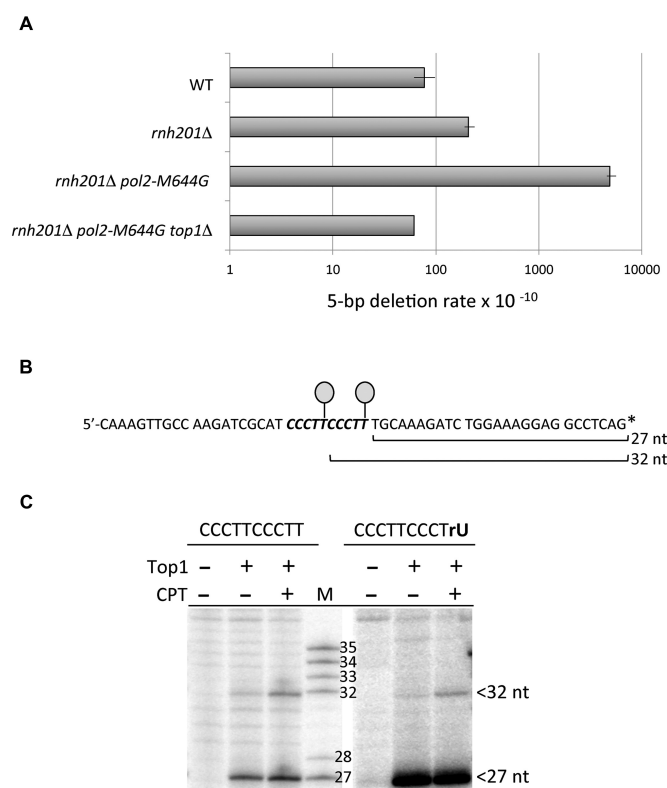 A
WT
rnh201Δ
rnh201Δ pol2-M644G
rnh201Δ pol2-M644G top1Δ
1 10 100 1000 10000
5-bp deletion rate x 10 -10
B
5'-CAAAGTTGCC AAGATCGCAT CCCTTCCCTT TGCAAAGATC TGGAAAGGAG GCCTCAG*
27 nt
32 nt
C
CCCTTCCCTT CCCTTCCCTrU
Top1 – + + – + +
CPT – – + M – – +
35
34
33
32 <32 nt
28
27 <27 nt